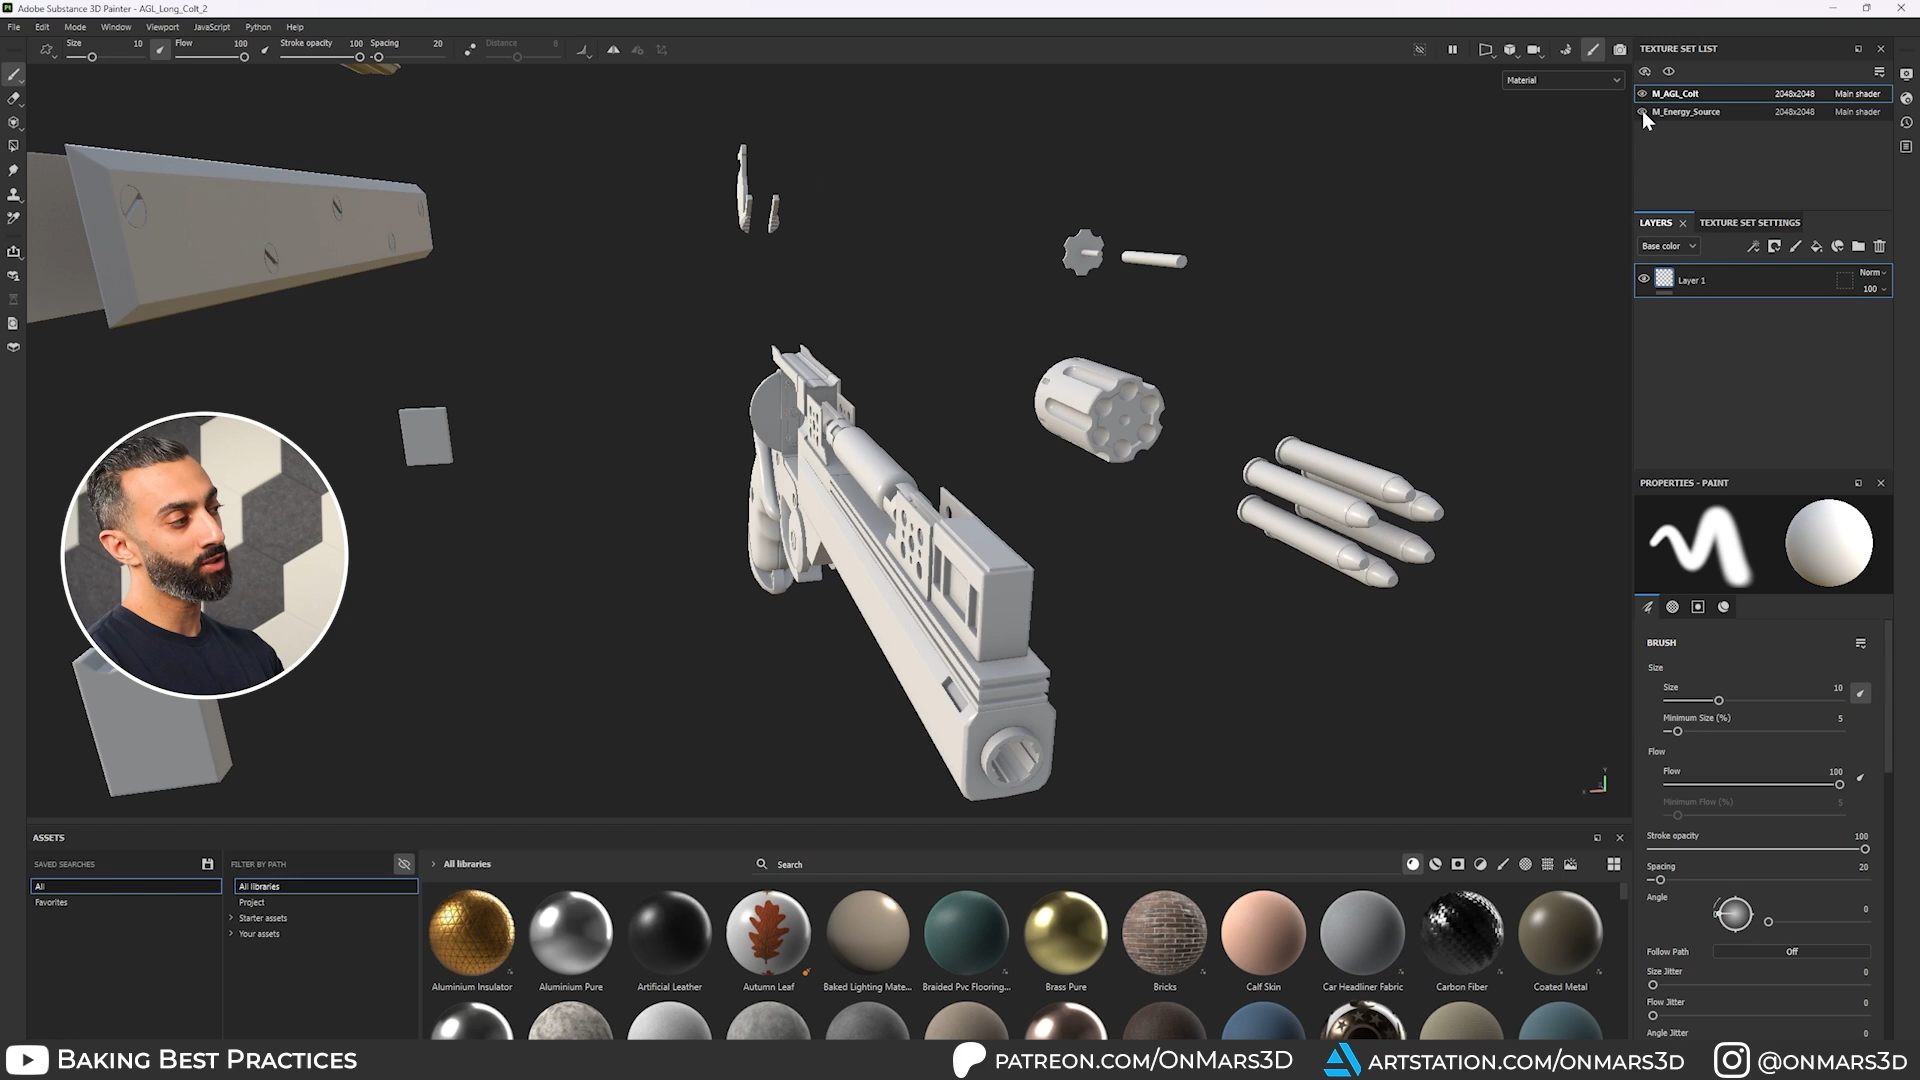 Adobe Substance 3D Painter - AGL_Long_Colt_2
File Edit Mode Window Viewport JavaScript Python Help
Size 10 Flow 100 Stroke opacity 100 Spacing 20 Distance 8
Material
TEXTURE SET LIST
M_AGL_Colt 2048x2048 Main shader
M_Energy_Source 2048x2048 Main shader
LAYERS TEXTURE SET SETTINGS
Base color
Layer 1 Norm
100
PROPERTIES - PAINT
BRUSH
Size
Size 10
Minimum Size (%) 5
Flow
Flow 100
Minimum Flow (%) 5
Stroke opacity 100
Spacing 20
Angle 0
Follow Path Off
Size Jitter 0
Flow Jitter 0
Angle Jitter 0
ASSETS
SAVED SEARCHES
All
Favorites
FILTER BY PATH
All libraries
Project
Starter assets
Your assets
All libraries
Search
Aluminium Insulator Aluminium Pure Artificial Leather Autumn Leaf Baked Lighting Mate... Braided Pvc Flooring... Brass Pure Bricks Calf Skin Car Headliner Fabric Carbon Fiber Coated Metal
BAKING BEST PRACTICES
PATREON.COM/ONMARS3D
ARTSTATION.COM/ONMARS3D
@ONMARS3D